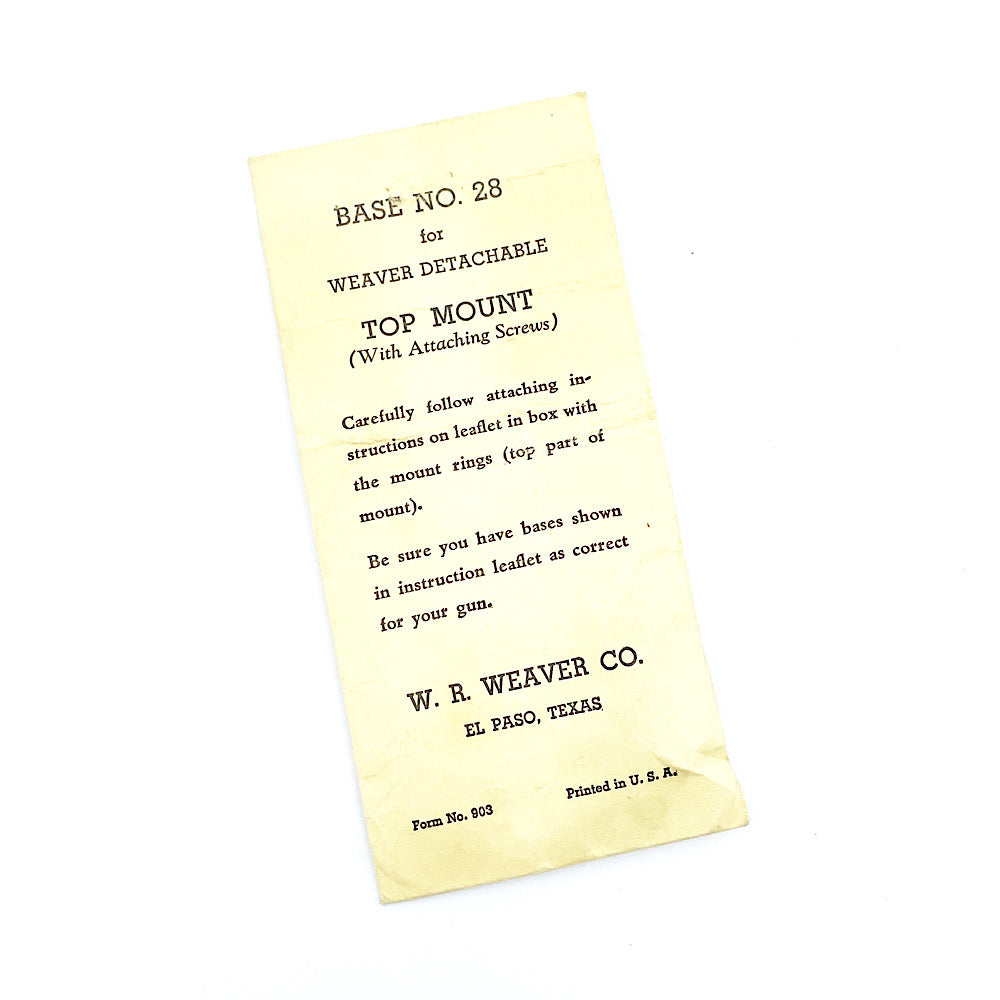 BASE NO. 28
for
WEAVER DETACHABLE
TOP MOUNT
(With Attaching Screws)
Carefully follow attaching in-
structions on leaflet in box with
the mount rings (top part of
mount).
Be sure you have bases shown
in instruction leaflet as correct
for your gun.
W. R. WEAVER CO.
EL PASO, TEXAS
Form No. 903 Printed in U. S. A.